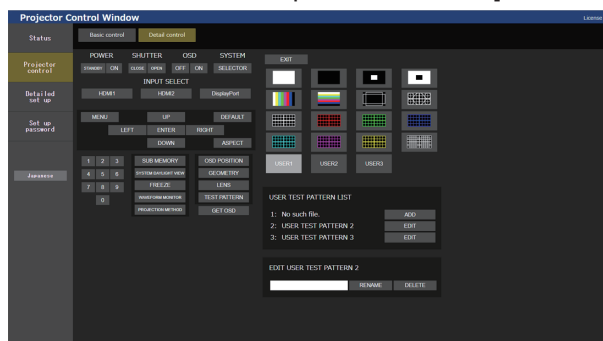 Projector Control Window
License
Status
Projector
control
Detailed
set up
Set up
password
Japanese
Basic control
Detail control
POWER SHUTTER OSD SYSTEM
STANDBY ON CLOSE OPEN OFF ON SELECTOR
INPUT SELECT
HDMI1 HDMI2 DisplayPort
MENU UP DEFAULT
LEFT ENTER RIGHT
DOWN ASPECT
1 2 3 SUB MEMORY OSD POSITION
4 5 6 SYSTEM DAYLIGHT VIEW GEOMETRY
7 8 9 FREEZE LENS
0 WAVEFORM MONITOR TEST PATTERN
PROJECTION METHOD GET OSD
EXIT
USER1 USER2 USER3
USER TEST PATTERN LIST
1: No such file. ADD
2: USER TEST PATTERN 2 EDIT
3: USER TEST PATTERN 3 EDIT
EDIT USER TEST PATTERN 2
RENAME DELETE